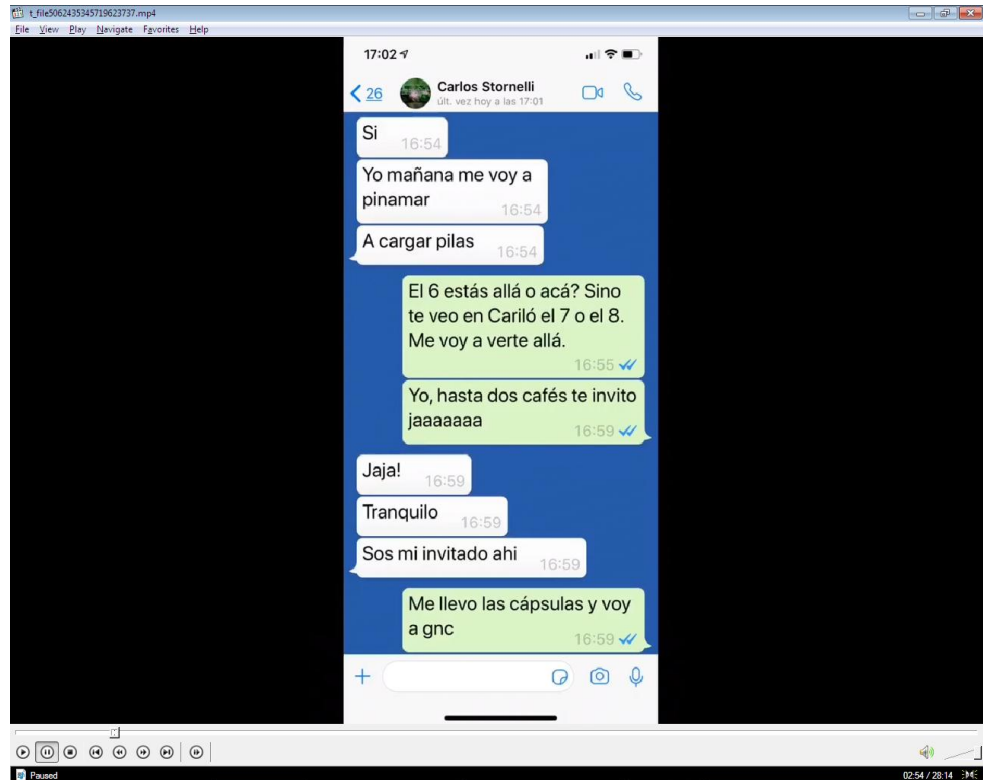 t_file5062435345719623737.mp4
File View Play Navigate Favorites Help
17:02
26
Carlos Stornelli
últ. vez hoy a las 17:01
Si
16:54
Yo mañana me voy a
pinamar
16:54
A cargar pilas
16:54
El 6 estás allá o acá? Sino
te veo en Cariló el 7 o el 8.
Me voy a verte allá.
16:55
Yo, hasta dos cafés te invito
jaaaaaaa
16:59
Jaja!
16:59
Tranquilo
16:59
Sos mi invitado ahi
16:59
Me llevo las cápsulas y voy
a gnc
16:59
Paused
02:54 / 28:14